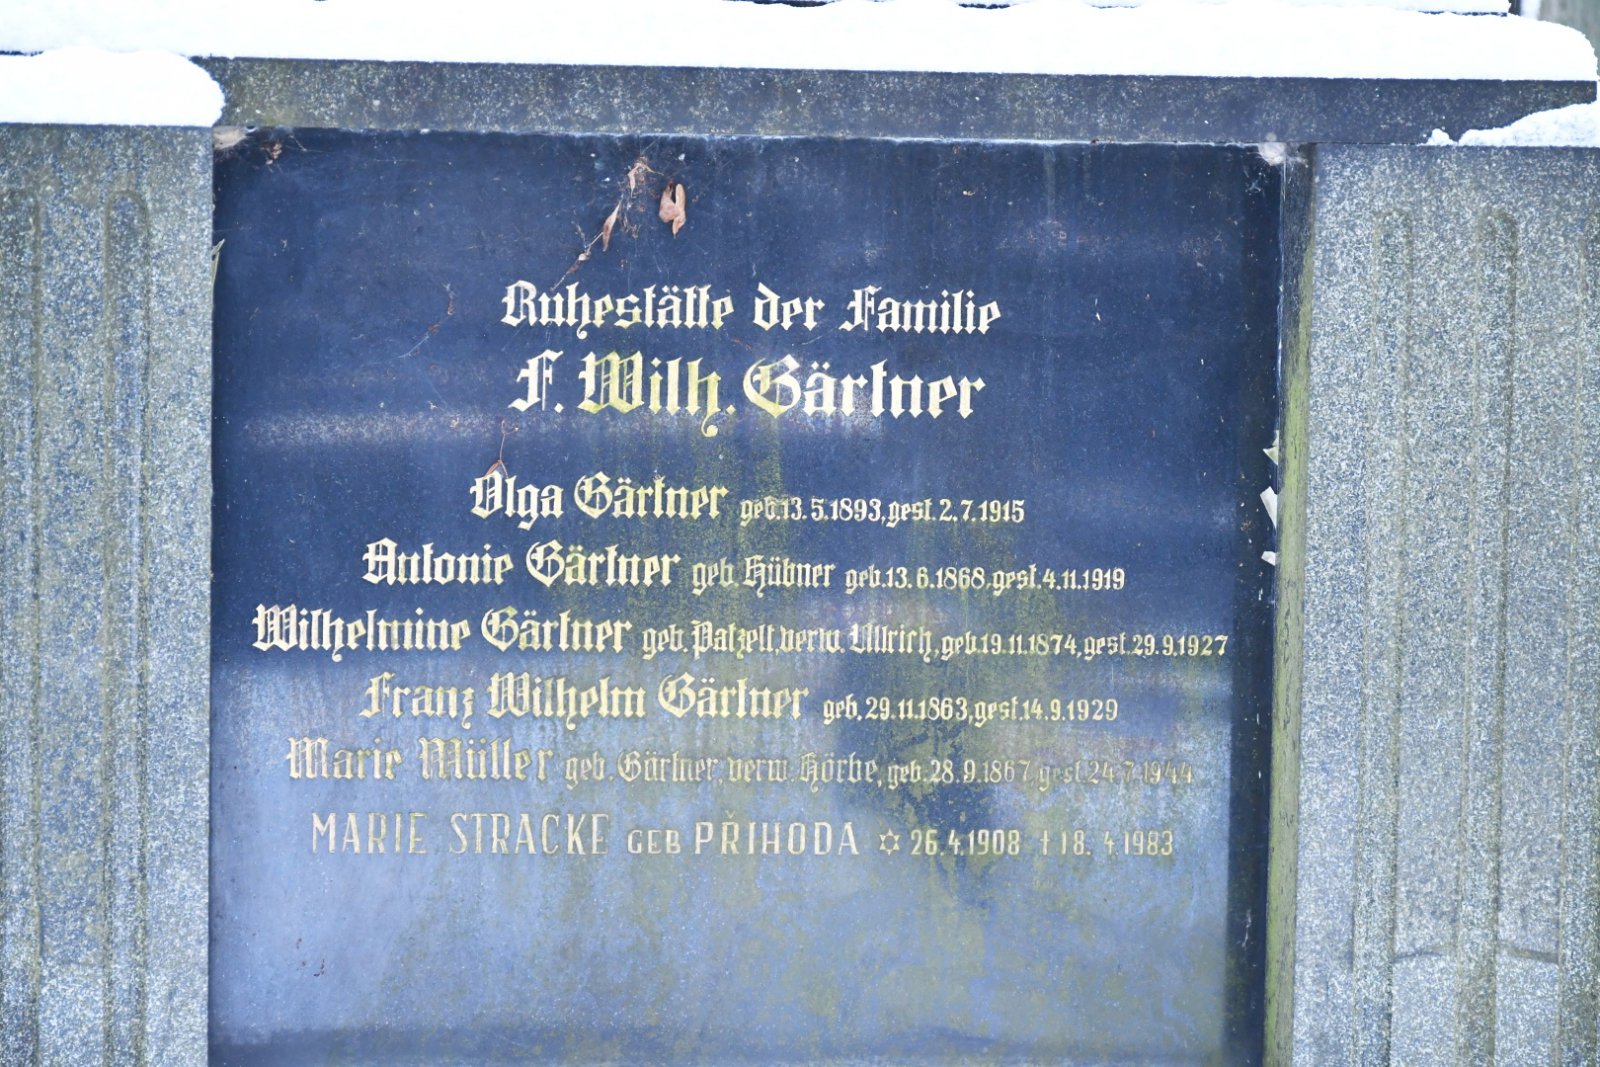 Ruhestätte der Familie
F. Wilh. Gärtner
Olga Gärtner geb. 13. 5. 1893, gest. 2. 7. 1915
Antonie Gärtner geb. Hübner geb. 13. 6. 1868, gest. 4. 11. 1919
Wilhelmine Gärtner geb. Patzelt, verw. Ullrich, geb. 19. 11. 1874, gest. 29. 9. 1927
Franz Wilhelm Gärtner geb. 29. 11. 1863, gest. 14. 9. 1929
Marie Müller geb. Gärtner, verw. Hörbe, geb. 28. 9. 1867, gest. 24. 7. 1944
MARIE STRACKE GEB PŘIHODA ✡ 26. 4. 1908 † 18. 4 1983